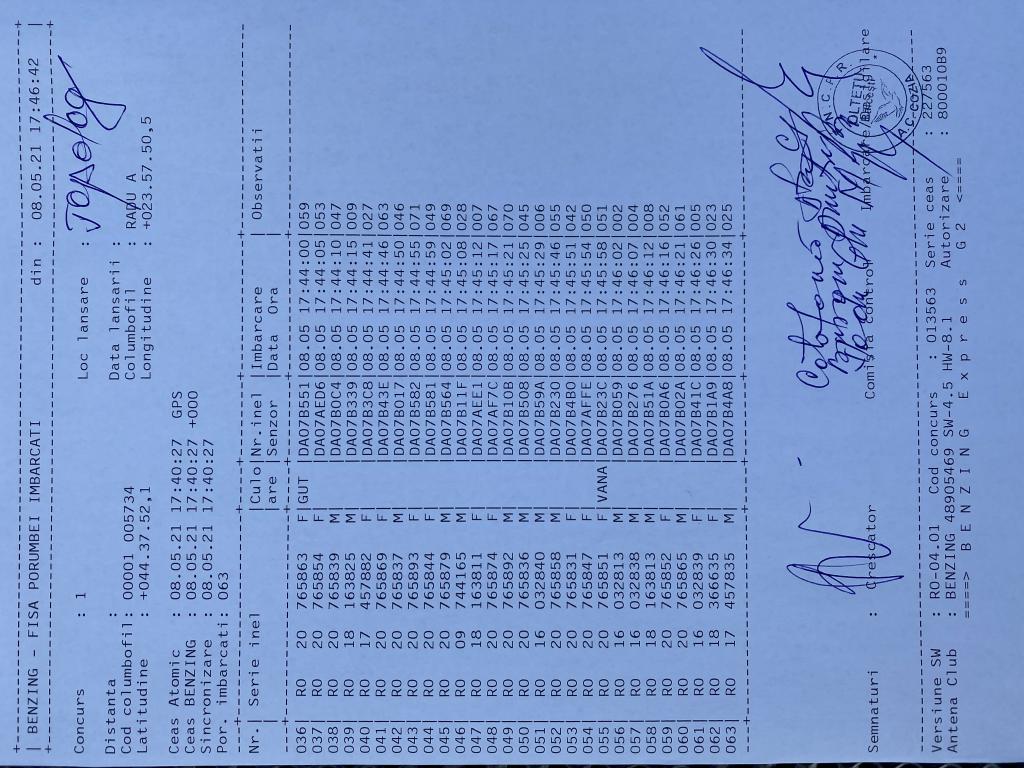 BENZING - FISA PORUMBEI IMBARCATI din : 08.05.21 17:46:42
Concurs : 1 Loc lansare : Topolog
Distanta : Data lansarii :
Cod columbofil: 00001 005734 Columbofil : RADU A
Latitudine : +044.37.52,1 Longitudine : +023.57.50,5
Ceas Atomic : 08.05.21 17:40:27 GPS
Ceas BENZING : 08.05.21 17:40:27 +000
Sincronizare : 08.05.21 17:40:27
Por. imbarcati: 063
Nr.| Serie inel |Culo |Nr.inel |Imbarcare | Observatii
|are |Senzor |Data Ora |
036 RO 20 765863 F GUT DA07B551 08.05 17:44:00 059
037 RO 20 765854 F DA07AED6 08.05 17:44:05 053
038 RO 20 765839 M DA07B0C4 08.05 17:44:10 047
039 RO 18 163825 M DA07B339 08.05 17:44:15 009
040 RO 17 457882 F DA07B3C8 08.05 17:44:41 027
041 RO 20 765869 F DA07B43E 08.05 17:44:46 063
042 RO 20 765837 M DA07B017 08.05 17:44:50 046
043 RO 20 765893 F DA07B582 08.05 17:44:55 071
044 RO 20 765844 F DA07B581 08.05 17:44:59 049
045 RO 20 765879 M DA07B564 08.05 17:45:02 069
046 RO 09 744165 M DA07B11F 08.05 17:45:08 028
047 RO 18 163811 F DA07AEE1 08.05 17:45:12 007
048 RO 20 765874 F DA07AF7C 08.05 17:45:17 067
049 RO 20 765892 M DA07B10B 08.05 17:45:21 070
050 RO 20 765836 M DA07B508 08.05 17:45:25 045
051 RO 16 032840 M DA07B59A 08.05 17:45:29 006
052 RO 20 765858 M DA07B230 08.05 17:45:46 055
053 RO 20 765831 F DA07B4B0 08.05 17:45:51 042
054 RO 20 765847 F DA07AFFE 08.05 17:45:54 050
055 RO 20 765851 F VANA DA07B23C 08.05 17:45:58 051
056 RO 16 032813 M DA07B059 08.05 17:46:02 002
057 RO 16 032838 M DA07B276 08.05 17:46:07 004
058 RO 18 163813 M DA07B51A 08.05 17:46:12 008
059 RO 20 765852 F DA07B0A6 08.05 17:46:16 052
060 RO 20 765865 M DA07B02A 08.05 17:46:21 061
061 RO 16 032839 F DA07B41C 08.05 17:46:26 005
062 RO 18 366635 F DA07B1A9 08.05 17:46:30 023
063 RO 17 457835 M DA07B4A8 08.05 17:46:34 025
OLTETU
A.C. COZIA
Semnaturi : Crescator Comisia control Imbarcare/Desigilare
Versiune SW : RO-04.01 Cod concurs : 013563 Serie ceas : 227563
Antena Club : BENZING 48905469 SW-4.5 HW-8.1 Autorizare : 800010B9
====> B E N Z I N G E x p r e s s G 2 <====